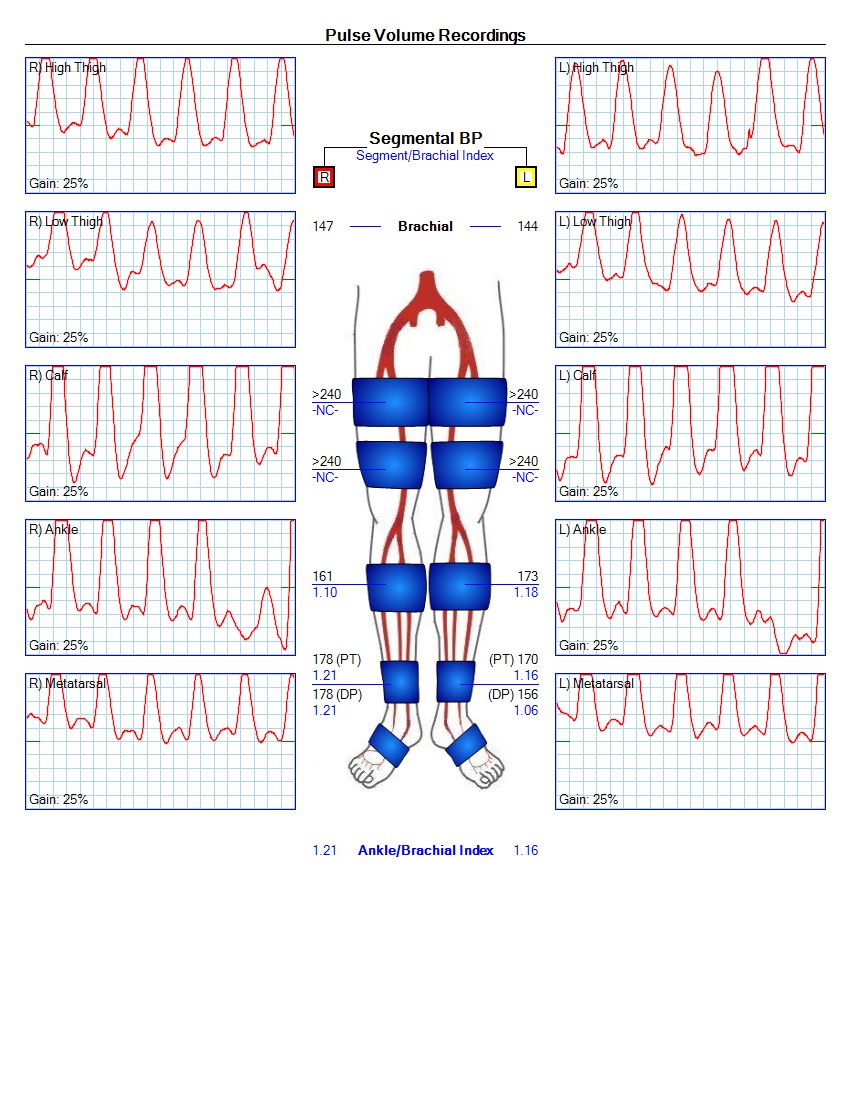 Pulse Volume Recordings
R) High Thigh
Gain: 25%
L) High Thigh
Gain: 25%
Segmental BP
Segment/Brachial Index
R
L
147 Brachial 144
R) Low Thigh
Gain: 25%
L) Low Thigh
Gain: 25%
R) Calf
Gain: 25%
L) Calf
Gain: 25%
>240 >240
-NC- -NC-
>240 >240
-NC- -NC-
R) Ankle
Gain: 25%
L) Ankle
Gain: 25%
161 173
1.10 1.18
178 (PT) (PT) 170
1.21 1.16
178 (DP) (DP) 156
1.21 1.06
R) Metatarsal
Gain: 25%
L) Metatarsal
Gain: 25%
1.21 Ankle/Brachial Index 1.16